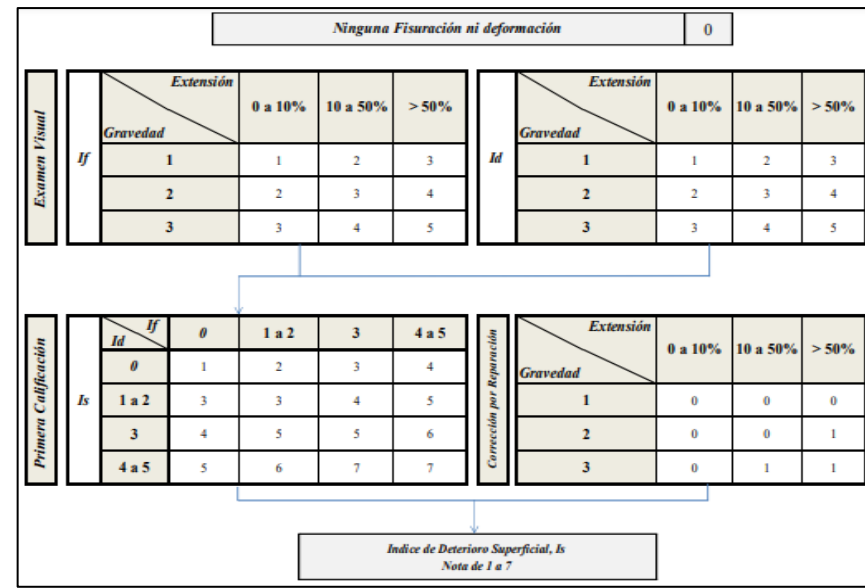 Ninguna Fisuración ni deformación 0
Examen Visual
If
Extensión
Gravedad
0 a 10% 10 a 50% > 50%
1 1 2 3
2 2 3 4
3 3 4 5
Id
Extensión
Gravedad
0 a 10% 10 a 50% > 50%
1 1 2 3
2 2 3 4
3 3 4 5
Primera Calificación
Is
If
Id
0 1 a 2 3 4 a 5
0 1 2 3 4
1 a 2 3 3 4 5
3 4 5 5 6
4 a 5 5 6 7 7
Corrección por Reparación
Extensión
Gravedad
0 a 10% 10 a 50% > 50%
1 0 0 0
2 0 0 1
3 0 1 1
Indice de Deterioro Superficial, Is
Nota de 1 a 7